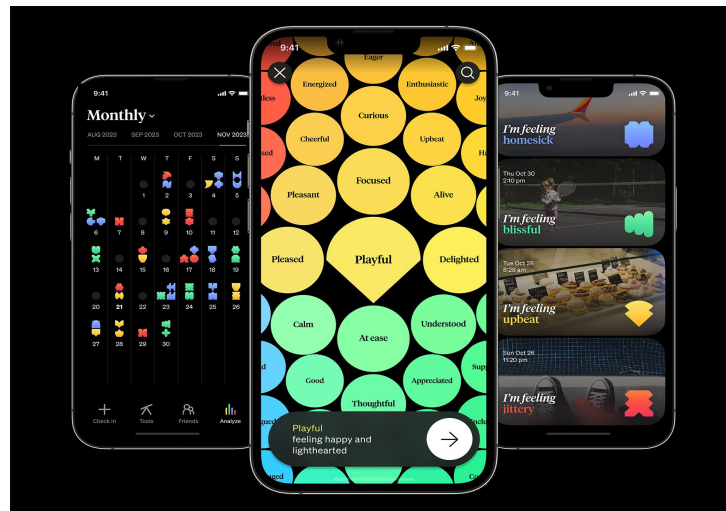 9:41
Monthly
AUG 2023 SEP 2023 OCT 2023 NOV 2023
M T W T F S S
1 2 3 4 5
6 7 8 9 10 11 12
13 14 15 16 17 18 19
20 21 22 23 24 25 26
27 28 29 30
Check in Tools Friends Analyze
9:41
Eager
Energized Enthusiastic
Curious
Cheerful Upbeat
Focused
Pleasant Alive
Pleased Playful Delighted
Calm Understood
At ease
Good Appreciated
Thoughtful
Playful
feeling happy and
lighthearted
9:41
I'm feeling
homesick
Thu Oct 30
2:10 pm
I'm feeling
blissful
Tue Oct 28
8:28 am
I'm feeling
upbeat
Sun Oct 26
11:20 pm
I'm feeling
jittery